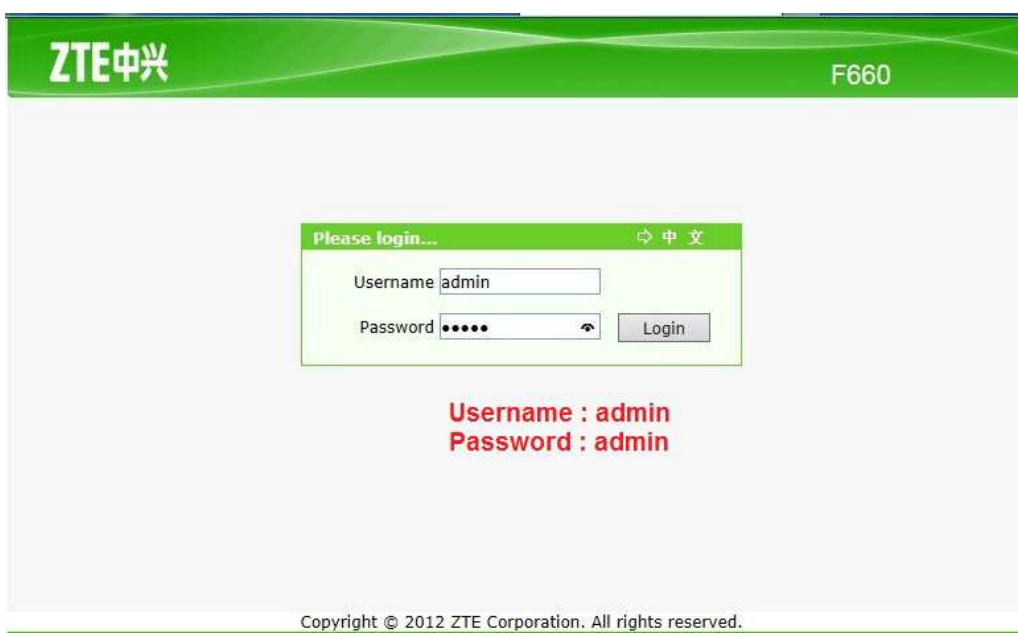 ZTE中兴
F660
Please login... ⇨ 中 文
Username admin
Password ••••• Login
Username : admin
Password : admin
Copyright © 2012 ZTE Corporation. All rights reserved.